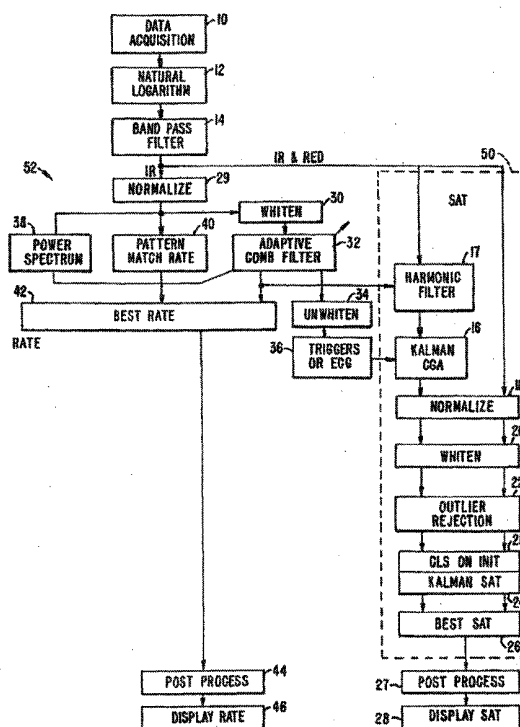 DATA
ACQUISITION
10
NATURAL
LOGARITHM
12
BAND PASS
FILTER
14
52
IR
IR & RED
50
NORMALIZE
29
SAT
38
POWER
SPECTRUM
40
PATTERN
MATCH RATE
WHITEN
30
ADAPTIVE
COMB FILTER
32
HARMONIC
FILTER
17
42
BEST RATE
RATE
UNWHITEN
34
36
TRIGGERS
OR ECG
KALMAN
CGA
16
NORMALIZE
WHITEN
20
OUTLIER
REJECTION
CLS ON INIT
KALMAN SAT
BEST SAT
26
POST PROCESS
44
DISPLAY RATE
46
27
POST PROCESS
28
DISPLAY SAT